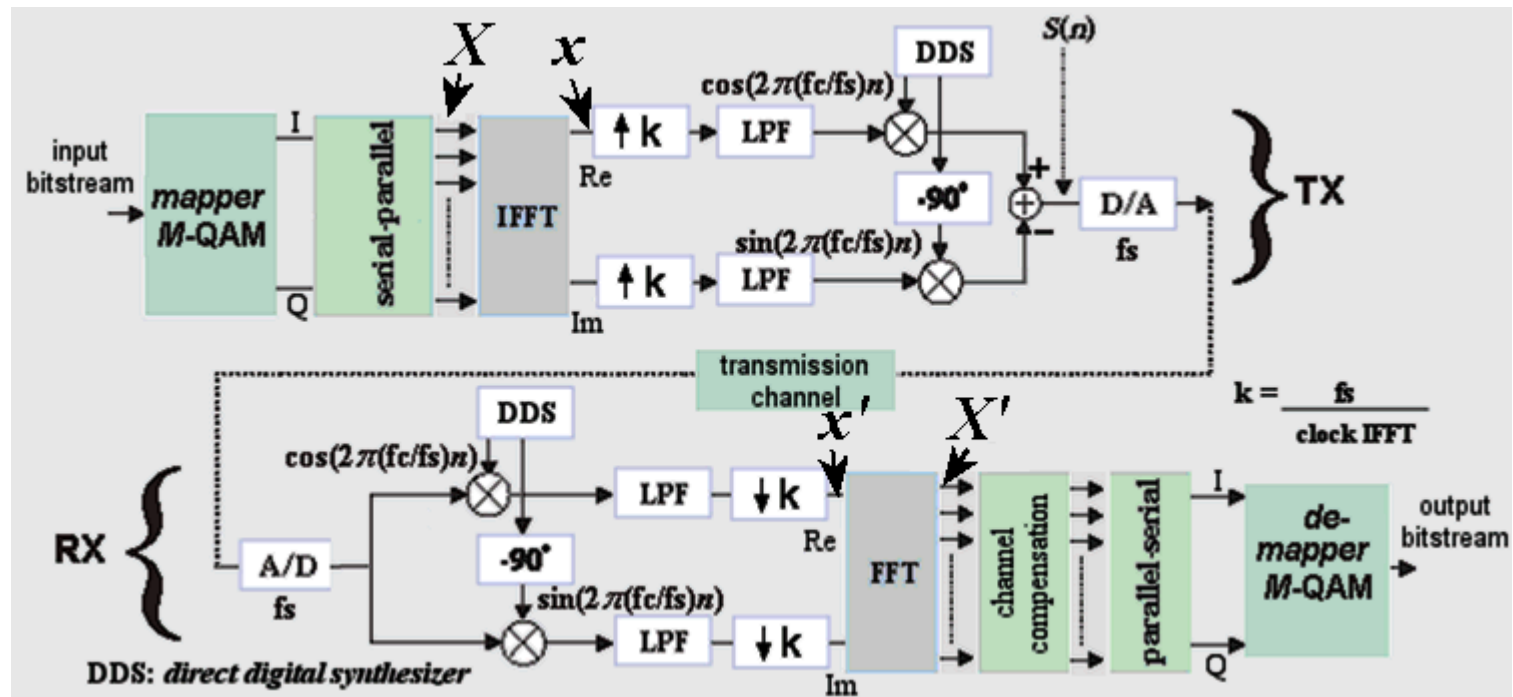 X
x
DDS
S(n)
cos(2π(fc/fs)n)
I
↑ k
LPF
input
bitstream
mapper
M-QAM
serial-parallel
IFFT
Re
-90°
+
D/A
fs
TX
sin(2π(fc/fs)n)
−
↑ k
LPF
Q
Im
transmission
channel
k = fs
clock IFFT
DDS
x'
X'
cos(2π(fc/fs)n)
LPF
↓ k
I
RX
A/D
fs
-90°
Re
FFT
channel
compensation
parallel-serial
de-
mapper
M-QAM
output
bitstream
sin(2π(fc/fs)n)
LPF
↓ k
Q
Im
DDS: direct digital synthesizer